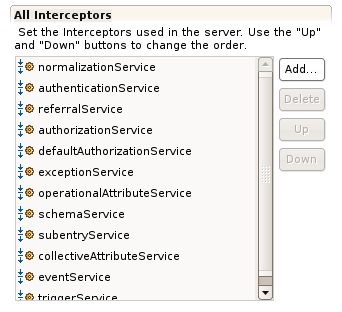 All Interceptors
Set the Interceptors used in the server. Use the "Up"
and "Down" buttons to change the order.
normalizationService
Add...
authenticationService
Delete
referralService
authorizationService
Up
defaultAuthorizationService
Down
exceptionService
operationalAttributeService
schemaService
subentryService
collectiveAttributeService
eventService
triggerService